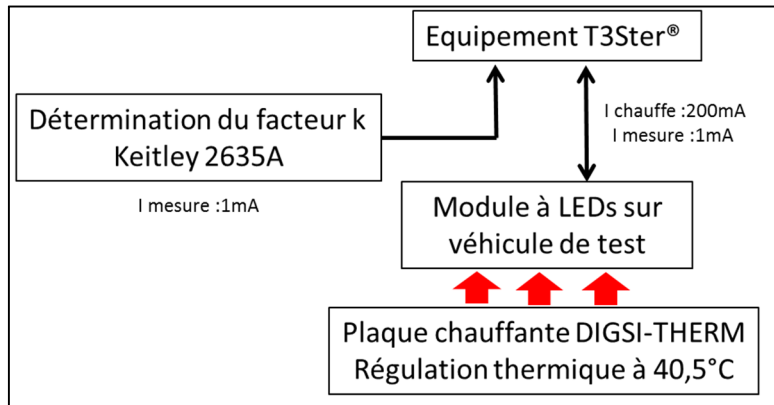 Equipement T3Ster®
Détermination du facteur k
Keitley 2635A
I mesure :1mA
I chauffe :200mA
I mesure :1mA
Module à LEDs sur
véhicule de test
Plaque chauffante DIGSI-THERM
Régulation thermique à 40,5°C